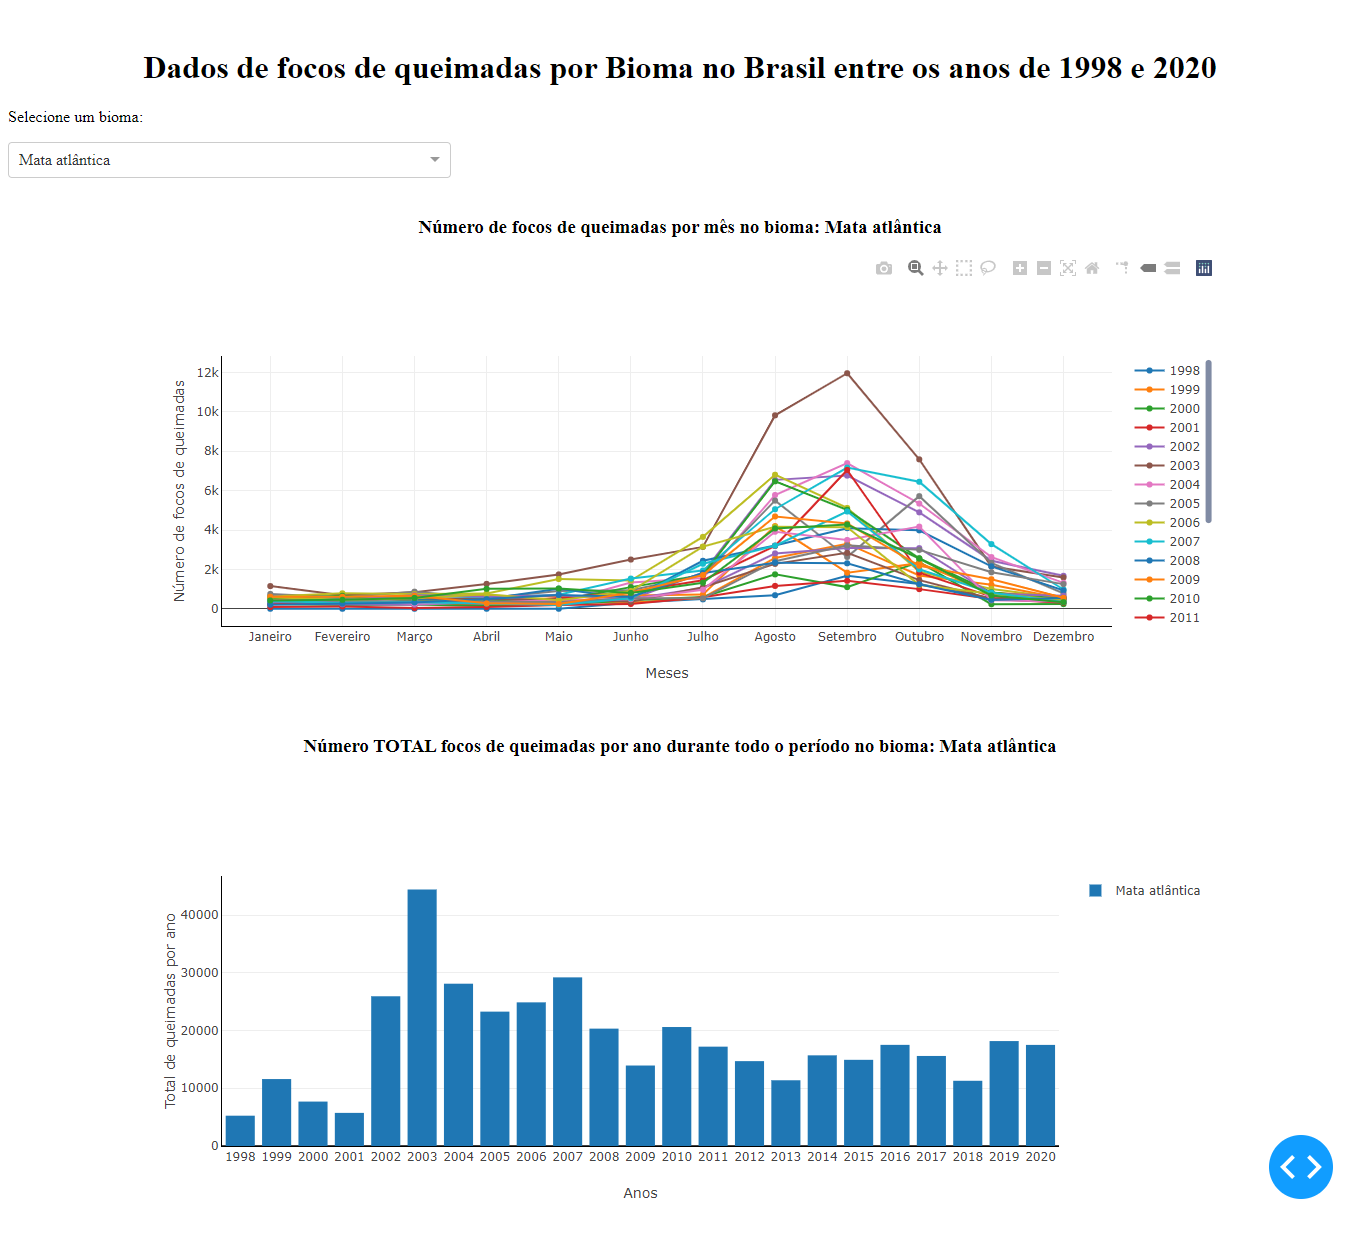 Dados de focos de queimadas por Bioma no Brasil entre os anos de 1998 e 2020
Selecione um bioma:
Mata atlântica
Número de focos de queimadas por mês no bioma: Mata atlântica
Número de focos de queimadas
12k
10k
8k
6k
4k
2k
0
Janeiro Fevereiro Março Abril Maio Junho Julho Agosto Setembro Outubro Novembro Dezembro
Meses
1998
1999
2000
2001
2002
2003
2004
2005
2006
2007
2008
2009
2010
2011
Número TOTAL focos de queimadas por ano durante todo o período no bioma: Mata atlântica
Total de queimadas por ano
40000
30000
20000
10000
0
1998 1999 2000 2001 2002 2003 2004 2005 2006 2007 2008 2009 2010 2011 2012 2013 2014 2015 2016 2017 2018 2019 2020
Anos
Mata atlântica